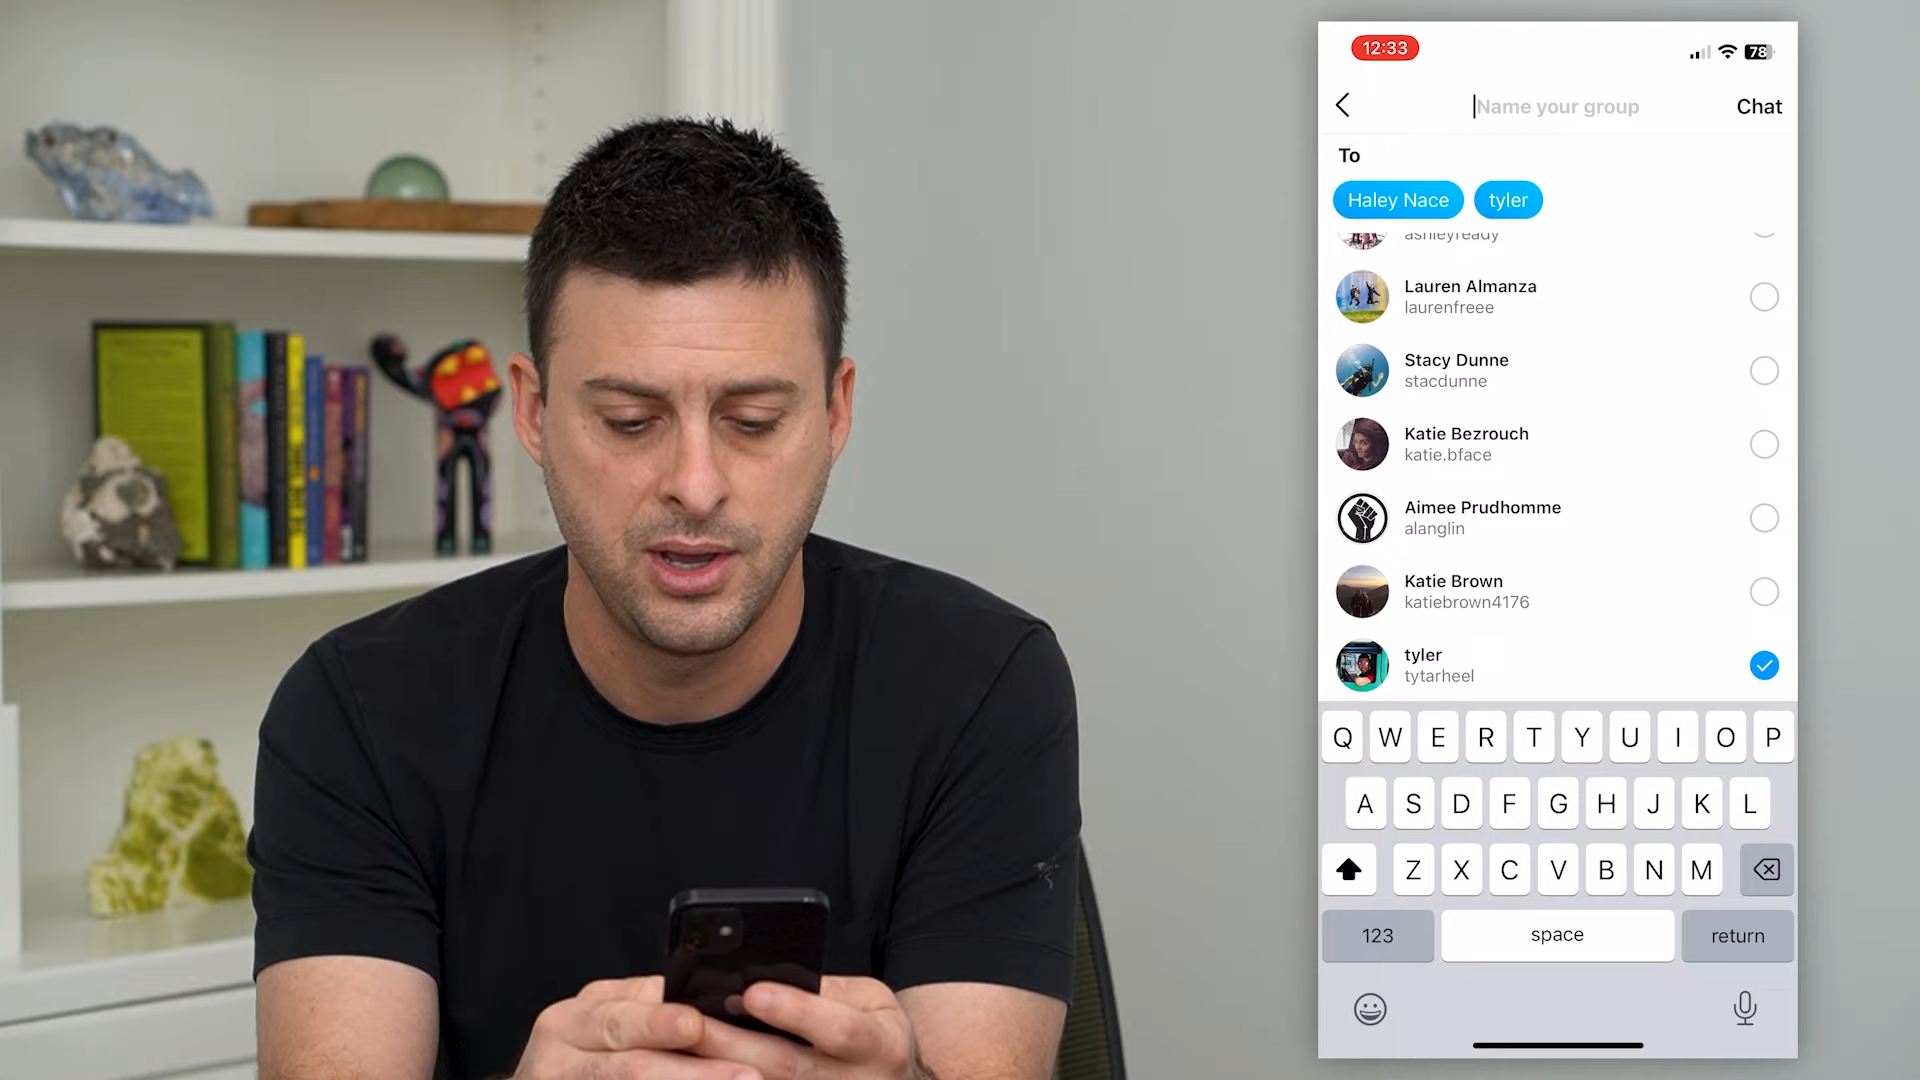 12:33
78
Name your group
Chat
To
Haley Nace
tyler
ashleyready
Lauren Almanza
laurenfreee
Stacy Dunne
stacdunne
Katie Bezrouch
katie.bface
Aimee Prudhomme
alanglin
Katie Brown
katiebrown4176
tyler
tytarheel
Q W E R T Y U I O P
A S D F G H J K L
Z X C V B N M
123
space
return